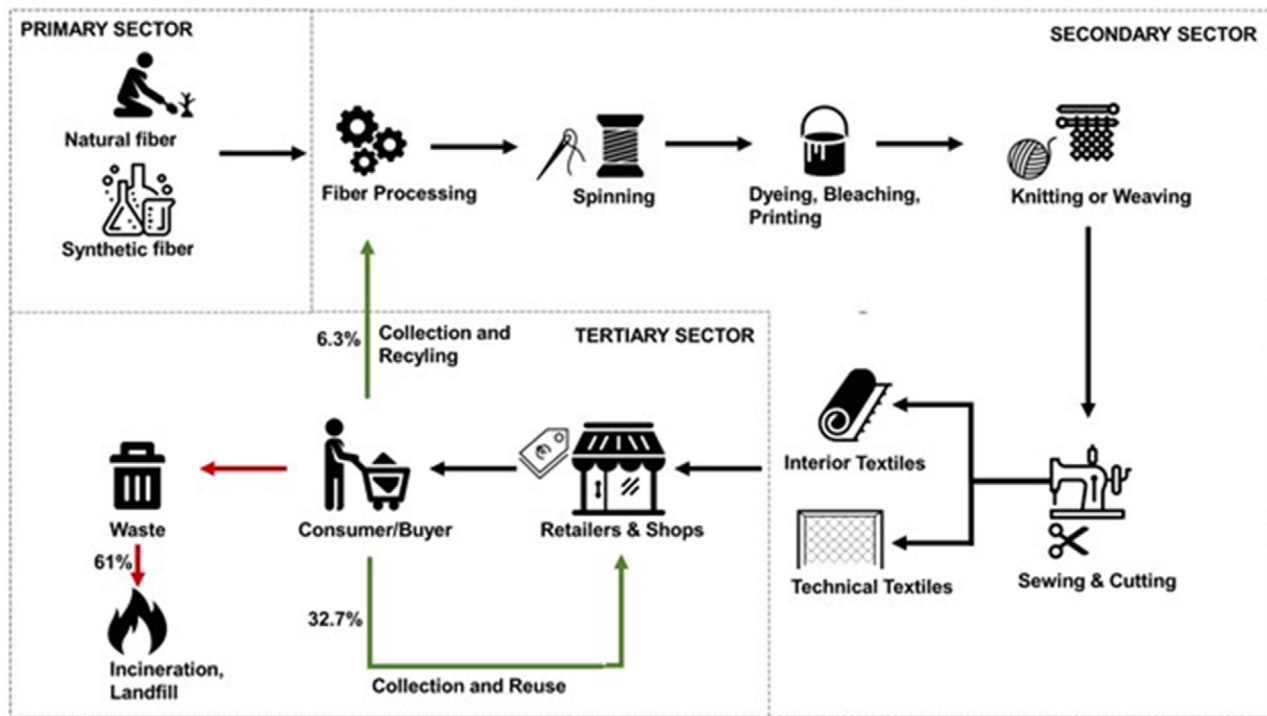 PRIMARY SECTOR
SECONDARY SECTOR
Natural fiber
Synthetic fiber
Fiber Processing
Spinning
Dyeing, Bleaching,
Printing
Knitting or Weaving
6.3%
Collection and
Recyling
TERTIARY SECTOR
Interior Textiles
Technical Textiles
Sewing & Cutting
Retailers & Shops
Consumer/Buyer
Waste
61%
Incineration,
Landfill
32.7%
Collection and Reuse